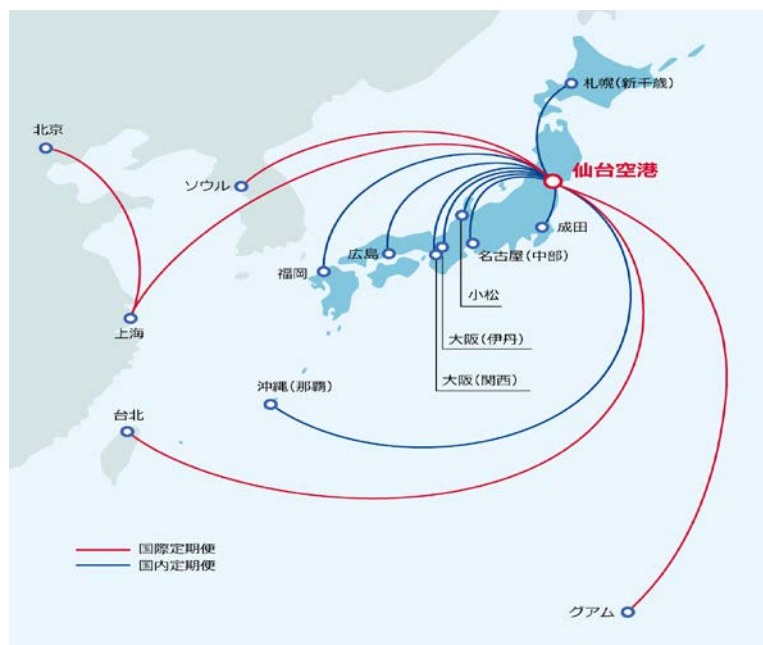 札幌(新千歳)
北京
仙台空港
ソウル
成田
広島
名古屋(中部)
福岡
小松
上海
大阪(伊丹)
大阪(関西)
沖縄(那覇)
台北
国際定期便
国内定期便
グアム